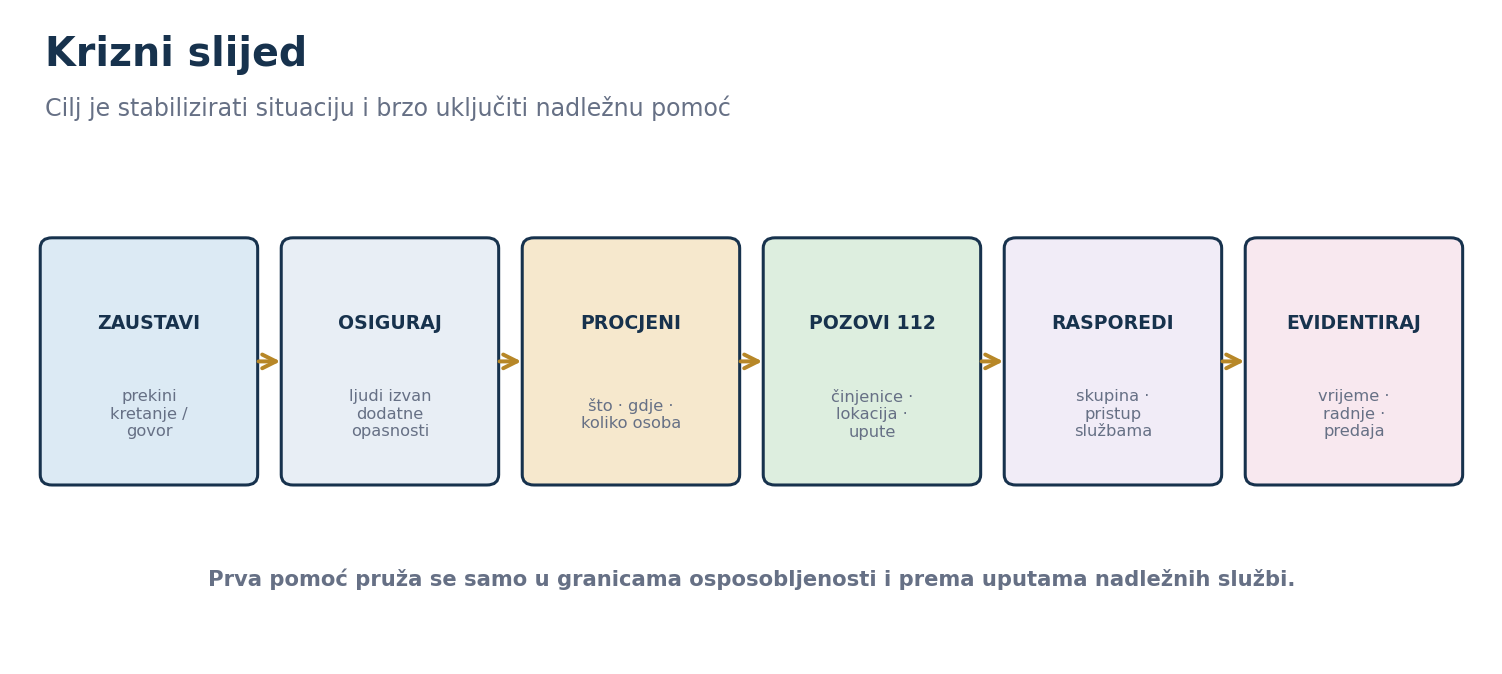 Krizni slijed
Cilj je stabilizirati situaciju i brzo uključiti nadležnu pomoć
ZAUSTAVI
prekini
kretanje /
govor
OSIGURAJ
ljudi izvan
dodatne
opasnosti
PROCJENI
što · gdje ·
koliko osoba
POZOVI 112
činjenice ·
lokacija ·
upute
RASPOREDI
skupina ·
pristup
službama
EVIDENTIRAJ
vrijeme ·
radnje ·
predaja
Prva pomoć pruža se samo u granicama osposobljenosti i prema uputama nadležnih službi.